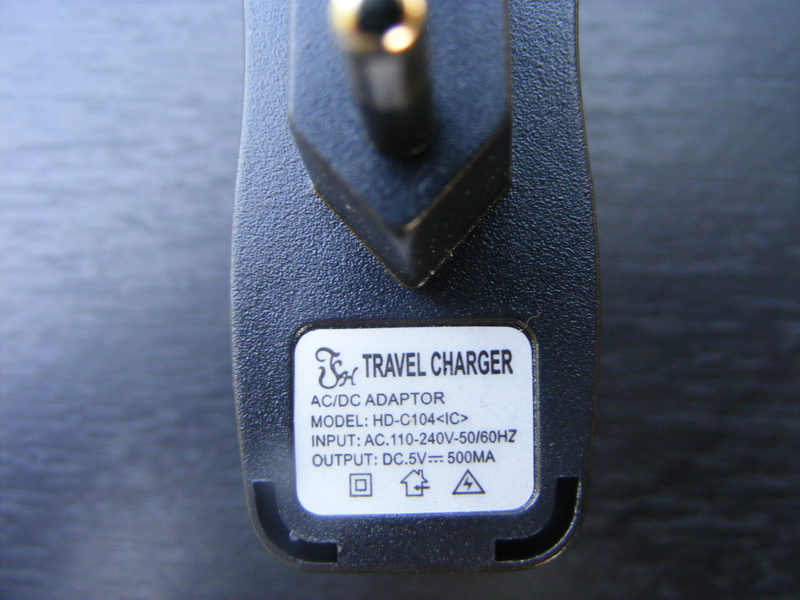 TRAVEL CHARGER
AC/DC ADAPTOR
MODEL: HD-C104<IC>
INPUT: AC.110-240V-50/60HZ
OUTPUT: DC.5V⎓500MA